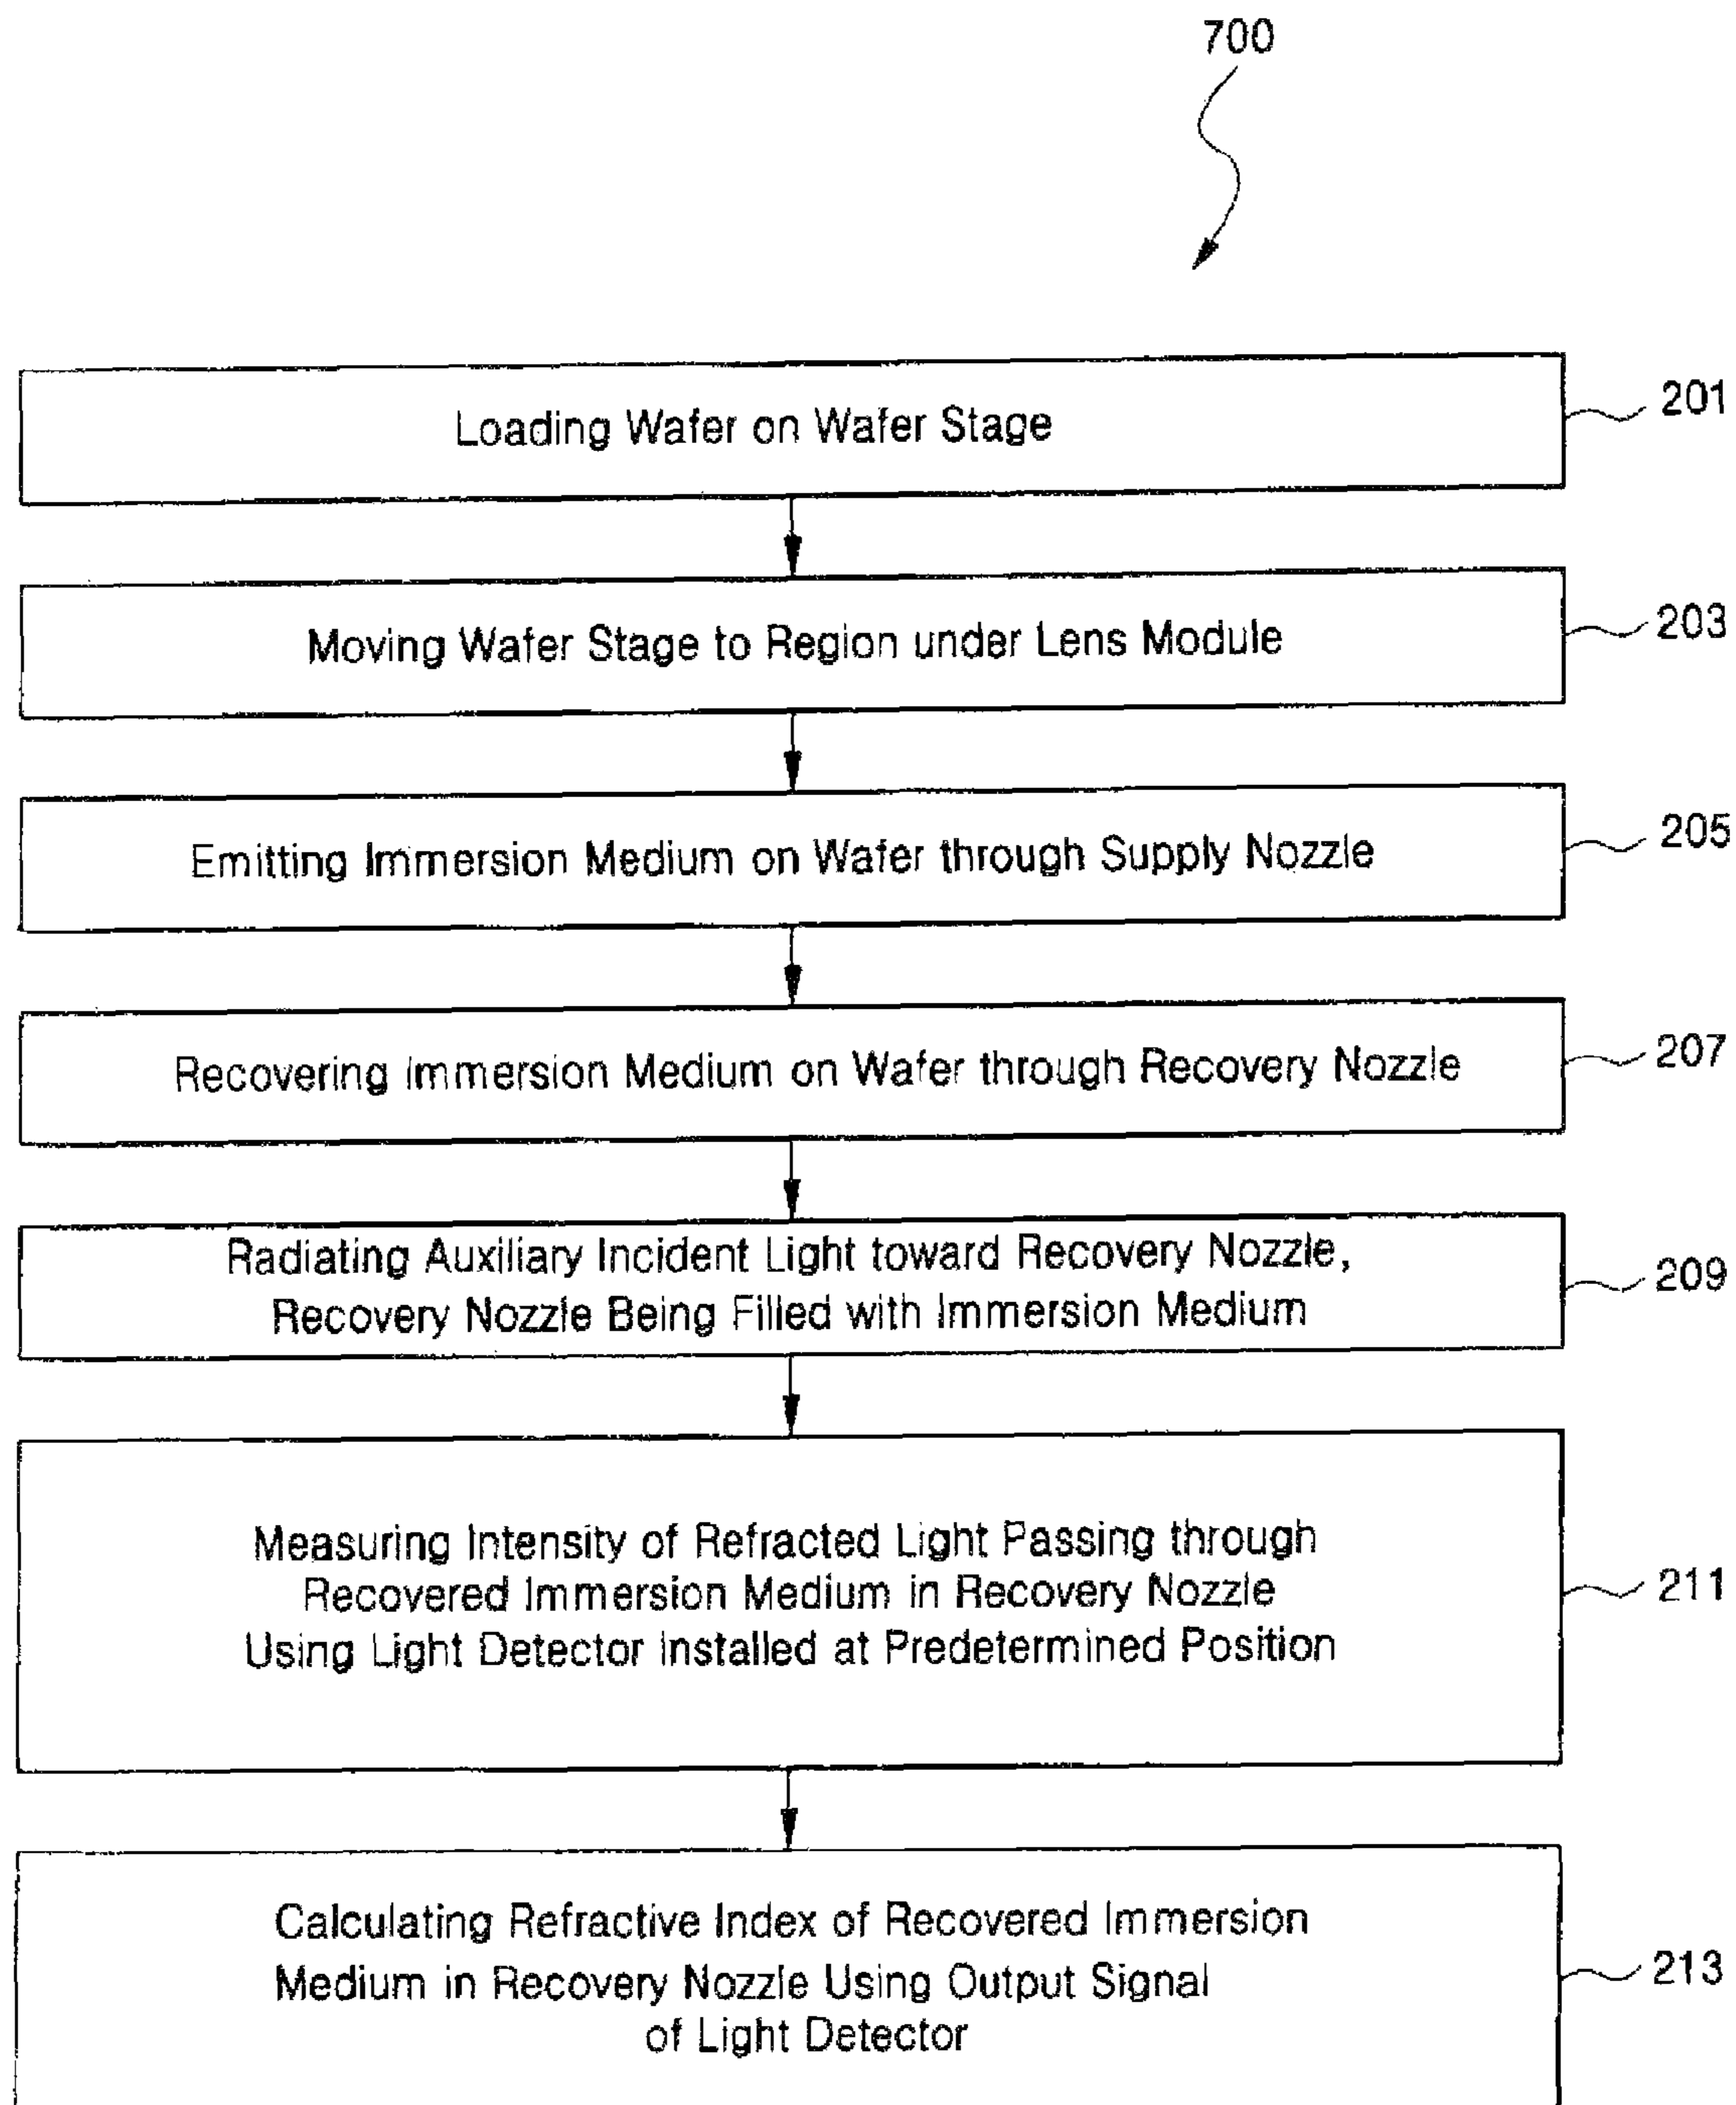 700
Loading Wafer on Wafer Stage
201
Moving Wafer Stage to Region under Lens Module
203
Emitting Immersion Medium on Wafer through Supply Nozzle
205
Recovering Immersion Medium on Wafer through Recovery Nozzle
207
Radiating Auxiliary Incident Light toward Recovery Nozzle,
Recovery Nozzle Being Filled with Immersion Medium
209
Measuring Intensity of Refracted Light Passing through
Recovered Immersion Medium in Recovery Nozzle
Using Light Detector Installed at Predetermined Position
211
Calculating Refractive Index of Recovered Immersion
Medium in Recovery Nozzle Using Output Signal
of Light Detector
213